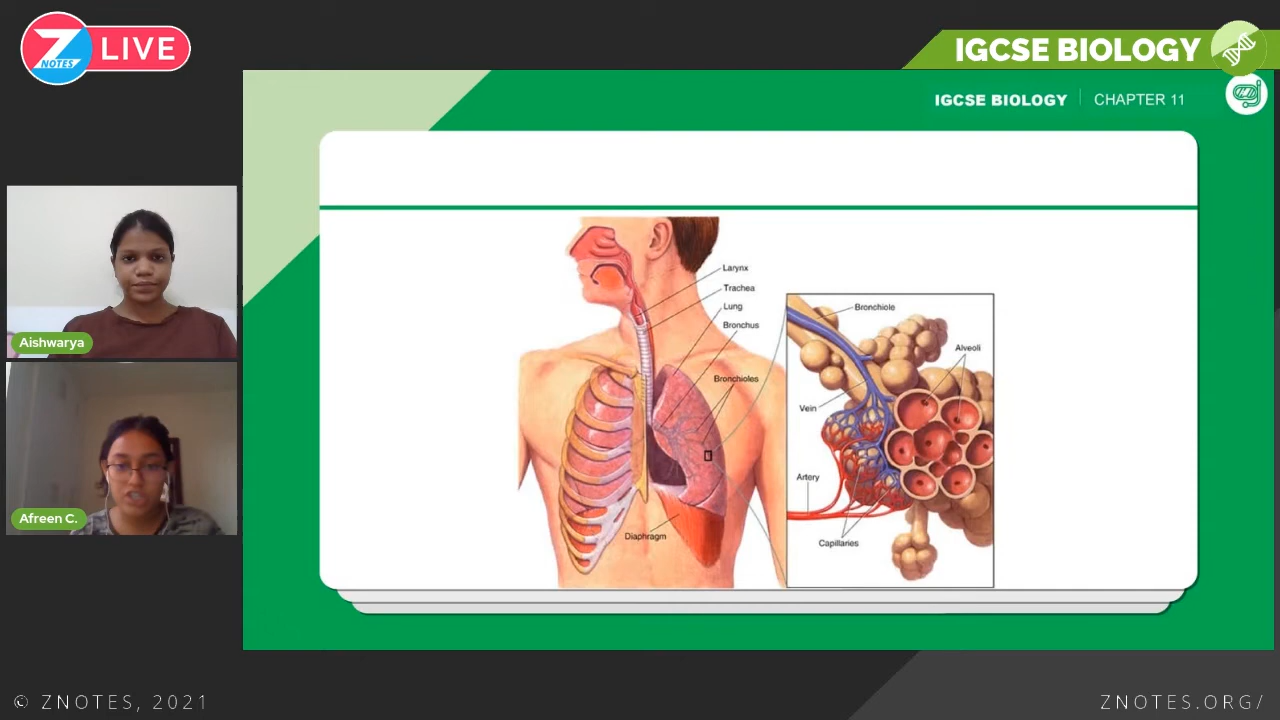 Z NOTES LIVE
IGCSE BIOLOGY
IGCSE BIOLOGY | CHAPTER 11
Aishwarya
Afreen C.
Larynx
Trachea
Lung
Bronchus
Bronchioles
Diaphragm
Bronchiole
Alveoli
Vein
Artery
Capillaries
© ZNOTES, 2021
ZNOTES.ORG/